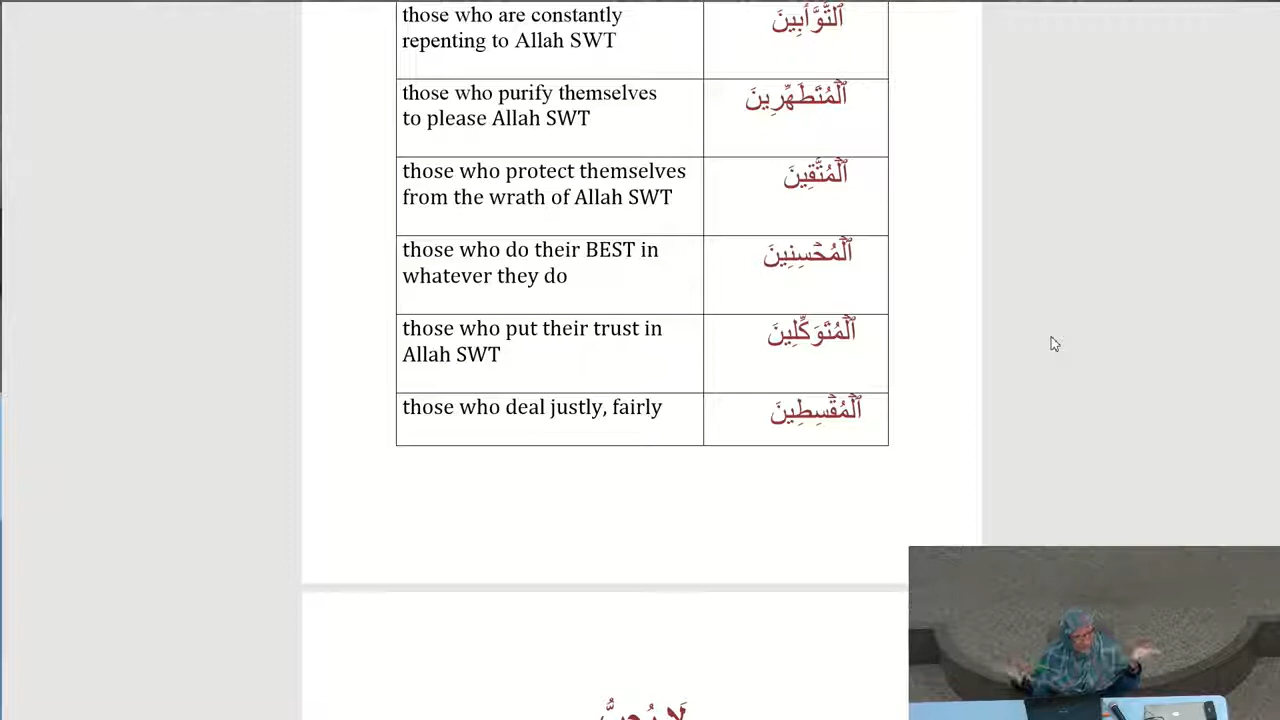 those who are constantly
repenting to Allah SWT
ٱلتَّوَّٰبِينَ
those who purify themselves
to please Allah SWT
ٱلْمُتَطَهِّرِينَ
those who protect themselves
from the wrath of Allah SWT
ٱلْمُتَّقِينَ
those who do their BEST in
whatever they do
ٱلْمُحْسِنِينَ
those who put their trust in
Allah SWT
ٱلْمُتَوَكِّلِينَ
those who deal justly, fairly
ٱلْمُقْسِطِينَ
لَا يُحِبُّ